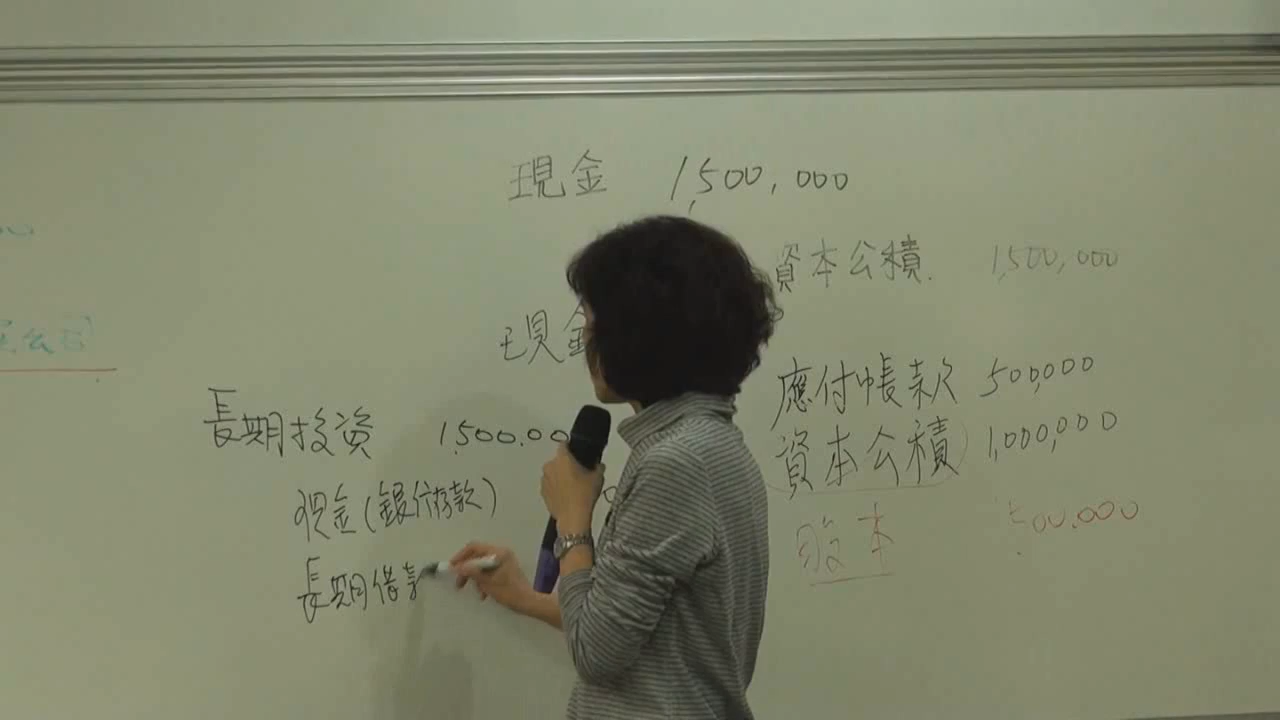 現金 1,500,000
資本公積 1,500,000
現金
應付帳款 500,000
長期投資 1,500,00
資本公積 1,000,000
現金(銀行存款)
股本 500,000
長期借款